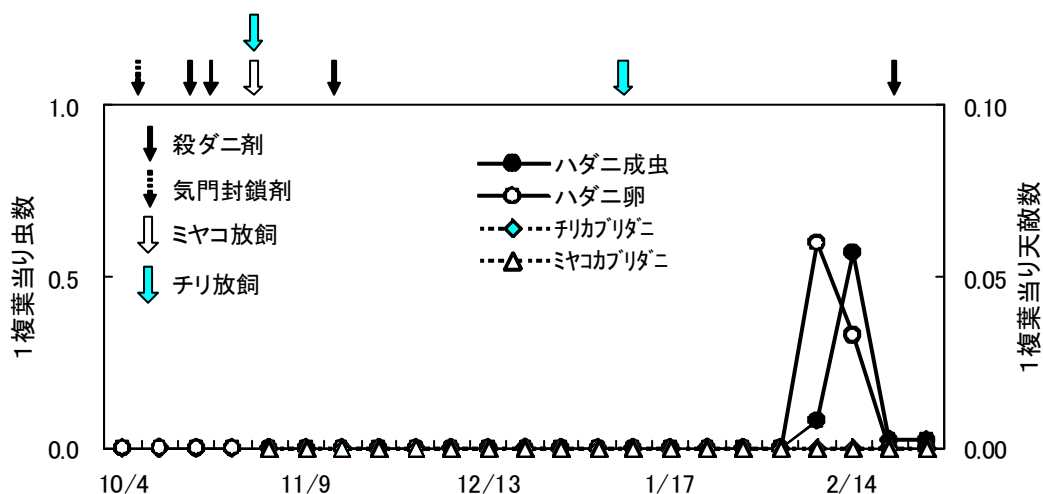 1.0
0.5
0.0
1複葉当り虫数
殺ダニ剤
気門封鎖剤
ミヤコ放飼
チリ放飼
ハダニ成虫
ハダニ卵
チリカブリダニ
ミヤコカブリダニ
0.10
0.05
0.00
1複葉当り天敵数
10/4
11/9
12/13
1/17
2/14